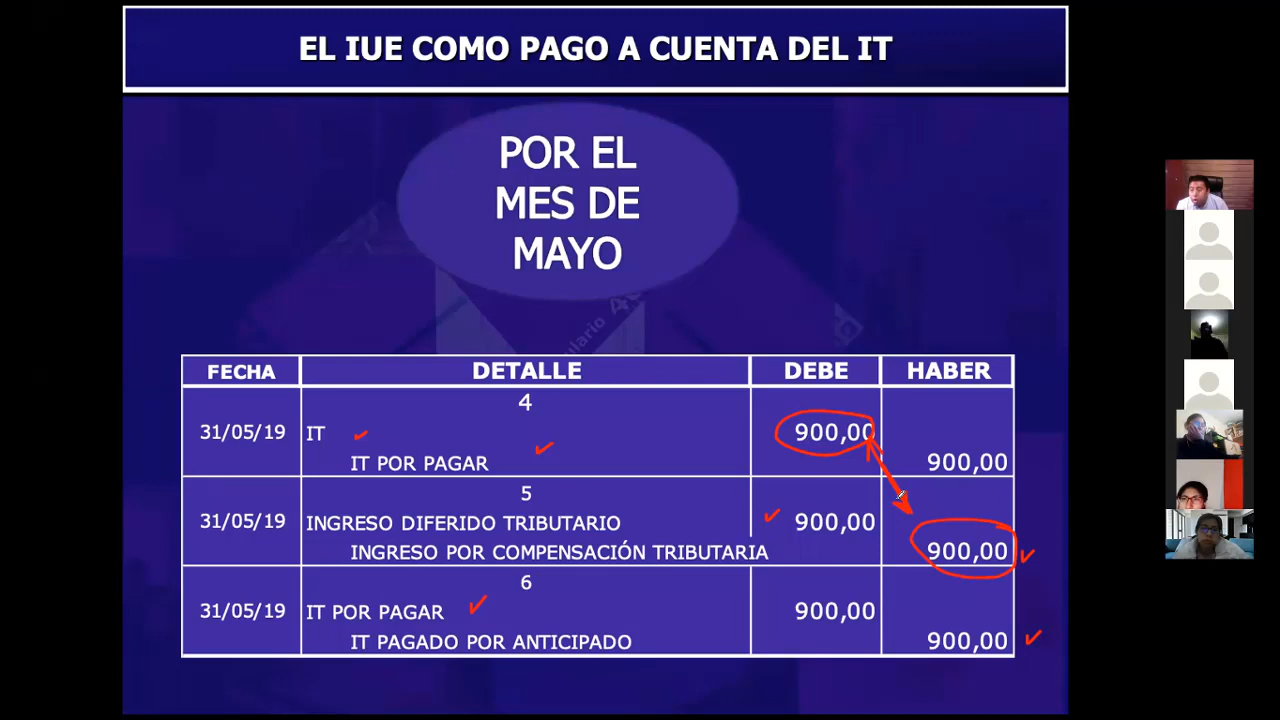 EL IUE COMO PAGO A CUENTA DEL IT
POR EL
MES DE
MAYO
FECHA DETALLE DEBE HABER
4
31/05/19 IT 900,00
IT POR PAGAR 900,00
5
31/05/19 INGRESO DIFERIDO TRIBUTARIO 900,00
INGRESO POR COMPENSACIÓN TRIBUTARIA 900,00
6
31/05/19 IT POR PAGAR 900,00
IT PAGADO POR ANTICIPADO 900,00